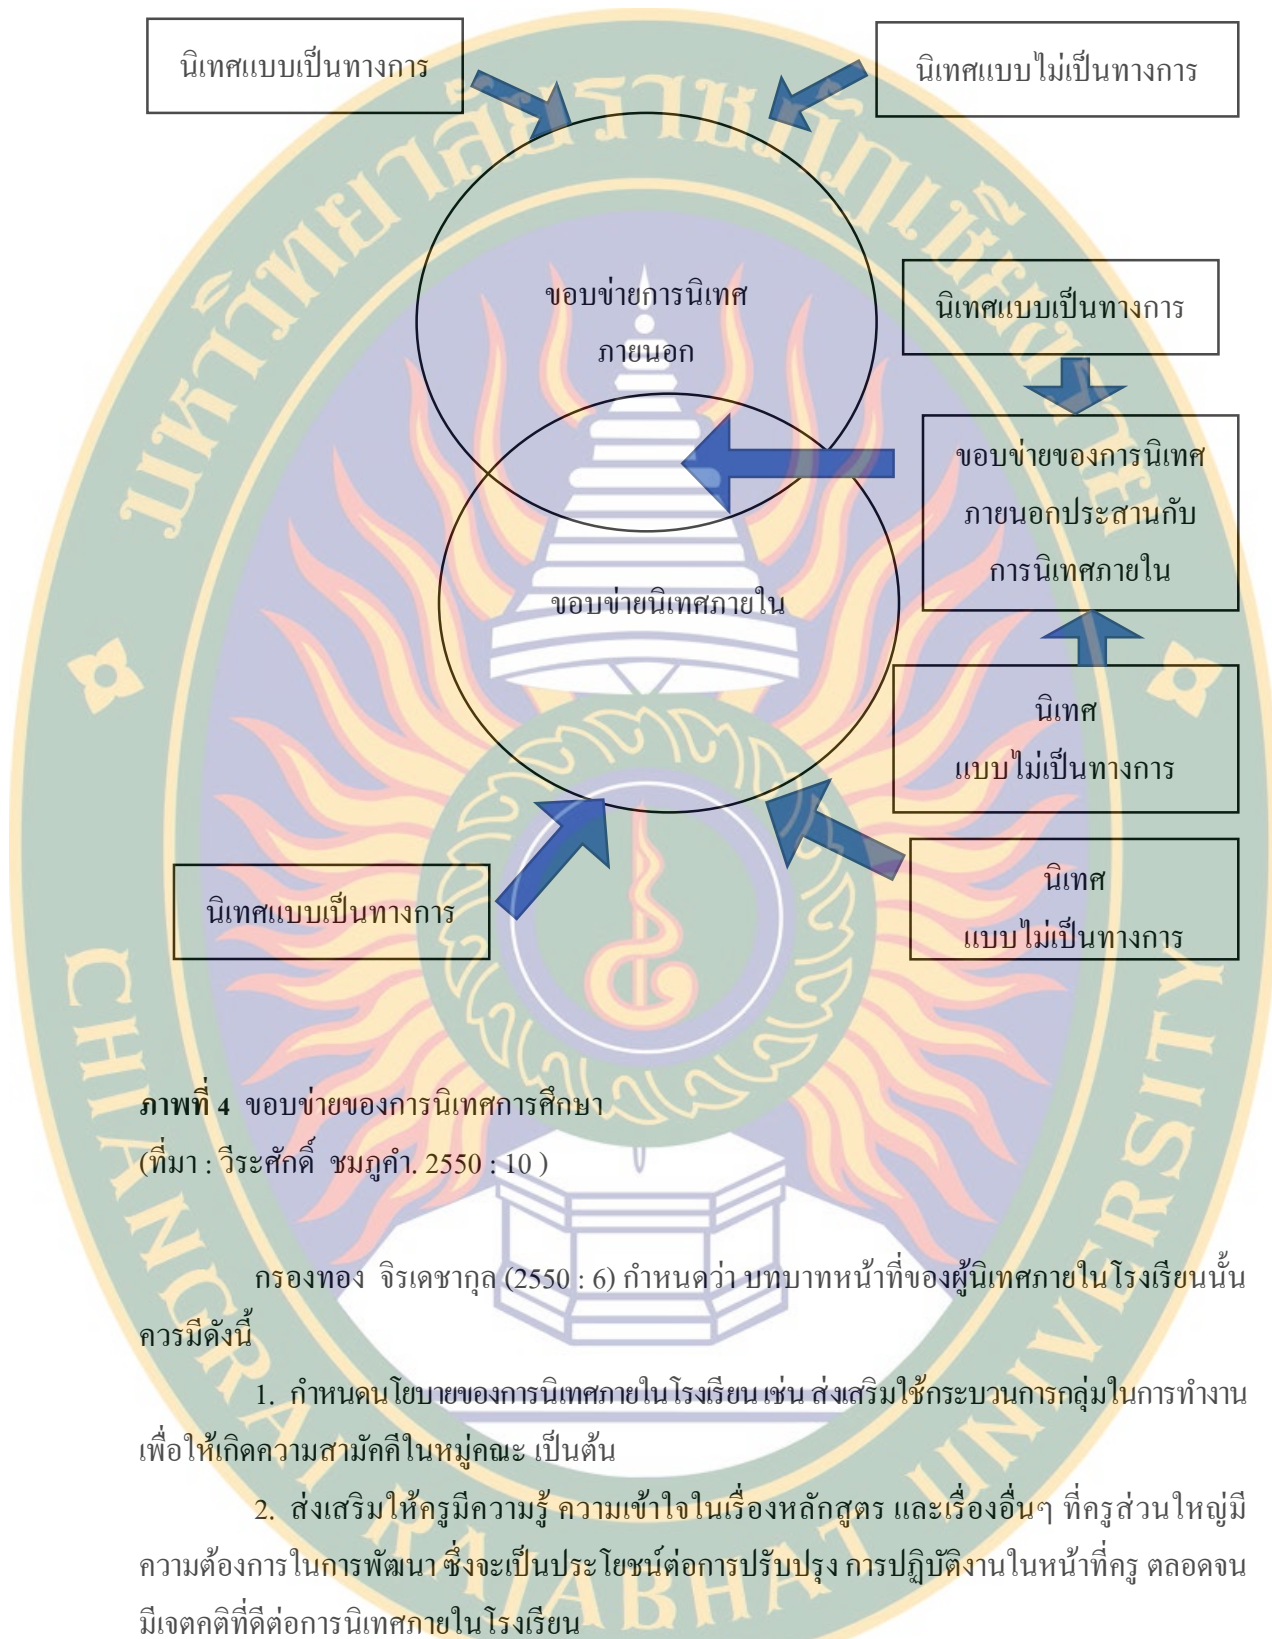 นิเทศแบบเป็นทางการ
นิเทศแบบไม่เป็นทางการ
ขอบข่ายการนิเทศ
ภายนอก
นิเทศแบบเป็นทางการ
ขอบข่ายของการนิเทศ
ภายนอกประสานกับ
การนิเทศภายใน
ขอบข่ายนิเทศภายใน
นิเทศ
แบบไม่เป็นทางการ
นิเทศแบบเป็นทางการ
นิเทศ
แบบไม่เป็นทางการ
ภาพที่ 4 ขอบข่ายของการนิเทศการศึกษา
(ที่มา : วีระศักดิ์ ชมภูคำ. 2550 : 10 )
กรองทอง จิรเดชากุล (2550 : 6) กำหนดว่า บทบาทหน้าที่ของผู้นิเทศภายในโรงเรียนนั้น
ควรมีดังนี้
1. กำหนดนโยบายของการนิเทศภายในโรงเรียน เช่น ส่งเสริมใช้กระบวนการกลุ่มในการทำงาน
เพื่อให้เกิดความสามัคคีในหมู่คณะ เป็นต้น
2. ส่งเสริมให้ครูมีความรู้ ความเข้าใจในเรื่องหลักสูตร และเรื่องอื่นๆ ที่ครูส่วนใหญ่มี
ความต้องการในการพัฒนา ซึ่งจะเป็นประโยชน์ต่อการปรับปรุง การปฏิบัติงานในหน้าที่ครู ตลอดจน
มีเจตคติที่ดีต่อการนิเทศภายในโรงเรียน
มหาวิทยาลัยราชภัฏเชียงราย
CHIANGRAI RAJABHAT UNIVERSITY